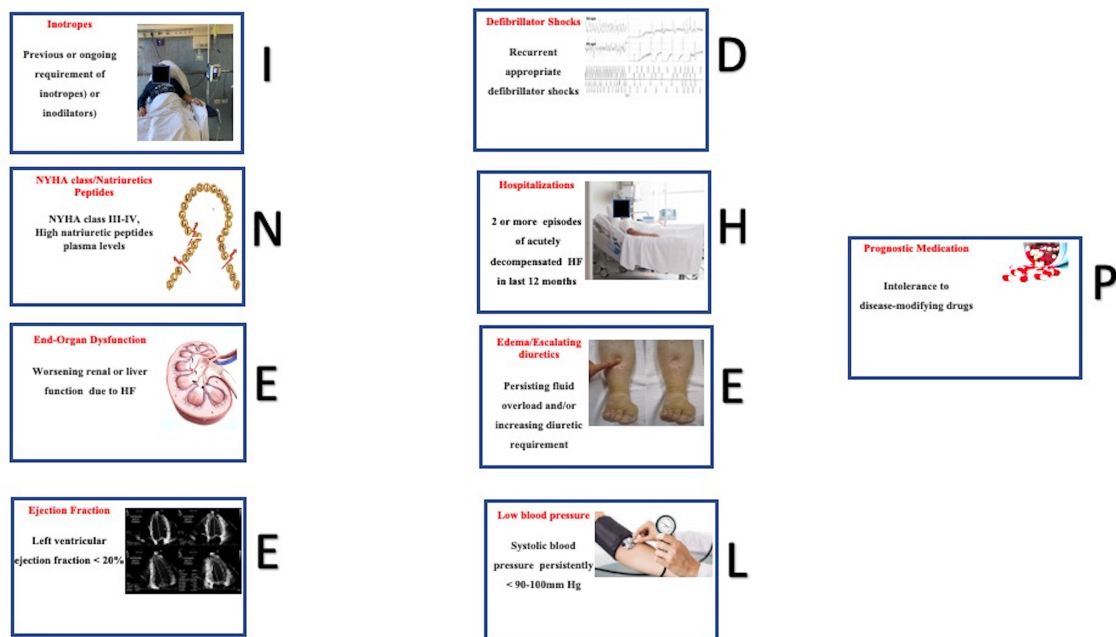 Inotropes
Previous or ongoing
requirement of
inotropes) or
inodilators)
I
NYHA class/Natriuretics
Peptides
NYHA class III-IV,
High natriuretic peptides
plasma levels
N
End-Organ Dysfunction
Worsening renal or liver
function due to HF
E
Ejection Fraction
Left ventricular
ejection fraction < 20%
E
Defibrillator Shocks
Recurrent
appropriate
defibrillator shocks
D
Hospitalizations
2 or more episodes
of acutely
decompensated HF
in last 12 months
H
Edema/Escalating
diuretics
Persisting fluid
overload and/or
increasing diuretic
requirement
E
Low blood pressure
Systolic blood
pressure persistently
< 90-100mm Hg
L
Prognostic Medication
Intolerance to
disease-modifying drugs
P